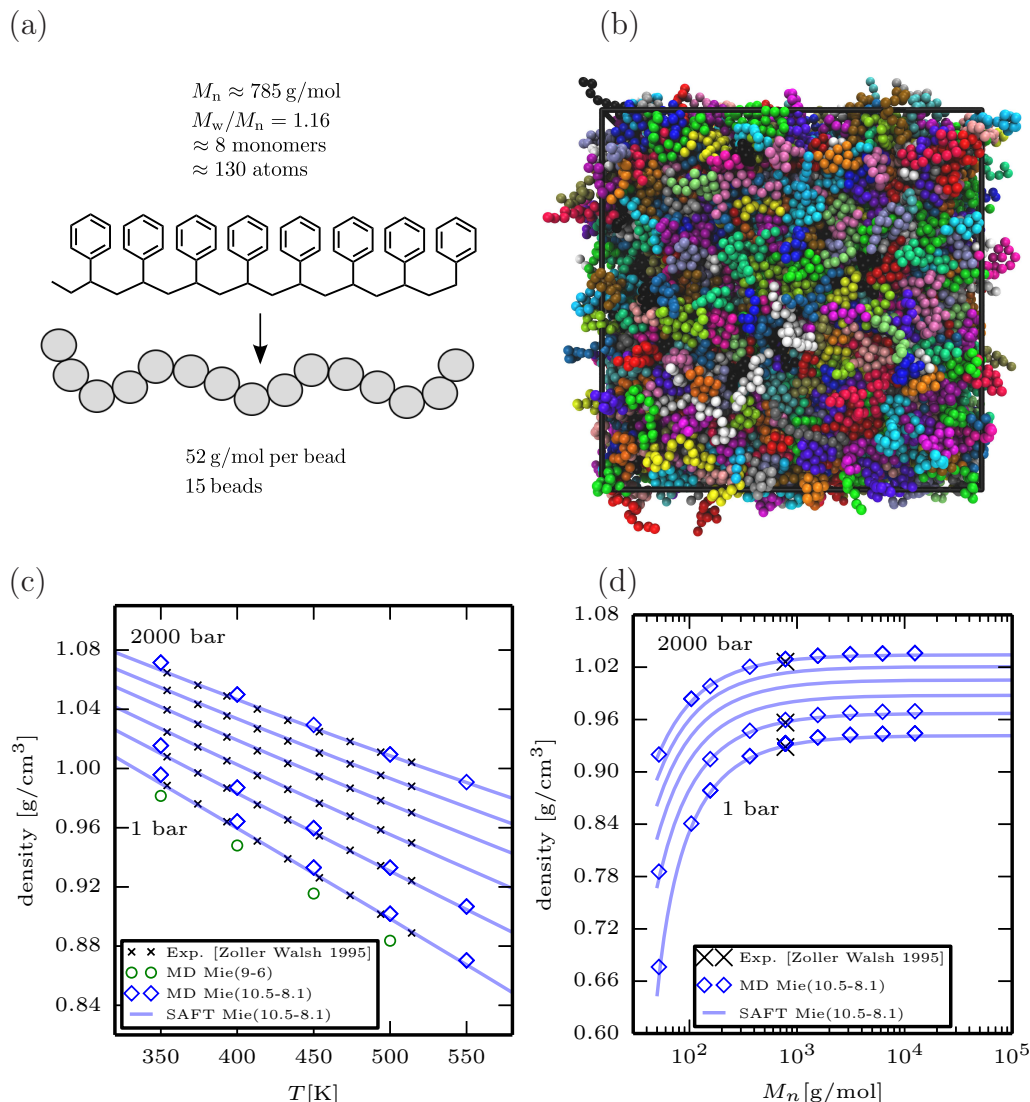 (a)
M_n ≈ 785 g/mol
M_w/M_n = 1.16
≈ 8 monomers
≈ 130 atoms
52 g/mol per bead
15 beads
(b)
(c)
density [g/cm³]
1.08
1.04
1.00
0.96
0.92
0.88
0.84
2000 bar
1 bar
Exp. [Zoller Walsh 1995]
MD Mie(9-6)
MD Mie(10.5-8.1)
SAFT Mie(10.5-8.1)
350 400 450 500 550
T[K]
(d)
density [g/cm³]
1.08
1.02
0.96
0.90
0.84
0.78
0.72
0.66
0.60
2000 bar
1 bar
Exp. [Zoller Walsh 1995]
MD Mie(10.5-8.1)
SAFT Mie(10.5-8.1)
10² 10³ 10⁴ 10⁵
M_n[g/mol]